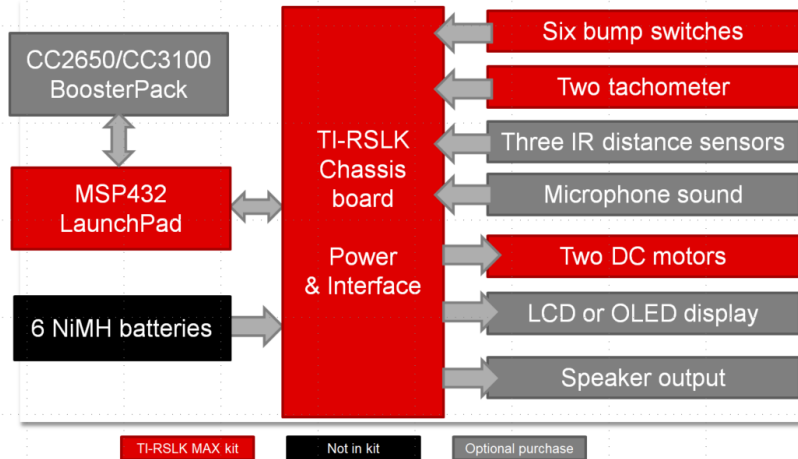 CC2650/CC3100
BoosterPack
MSP432
LaunchPad
6 NiMH batteries
TI-RSLK
Chassis
board
Power
& Interface
Six bump switches
Two tachometer
Three IR distance sensors
Microphone sound
Two DC motors
LCD or OLED display
Speaker output
TI-RSLK MAX kit
Not in kit
Optional purchase